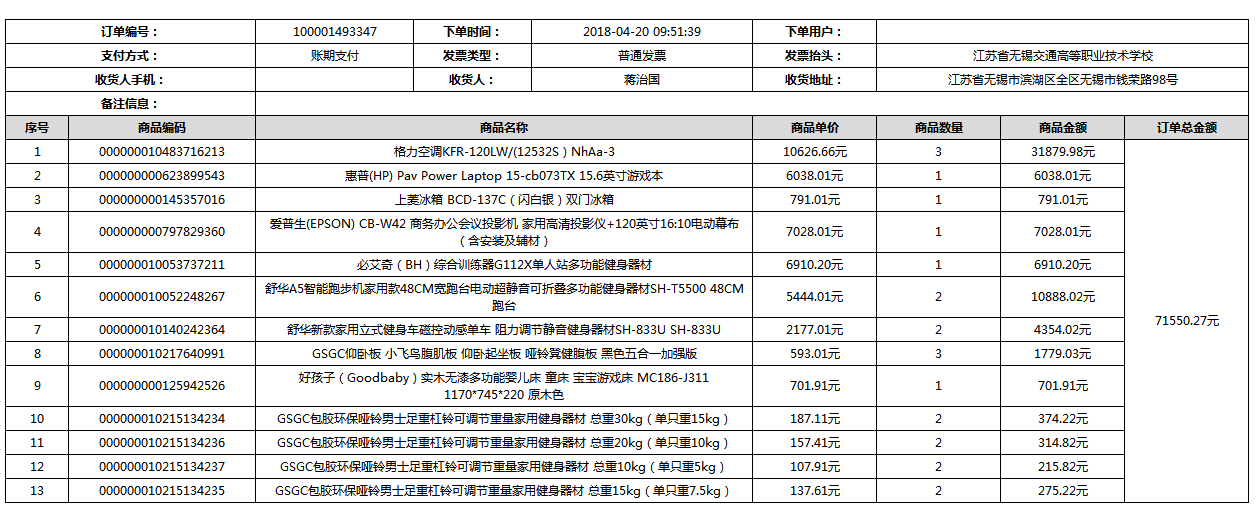 订单编号： 100001493347 下单时间： 2018-04-20 09:51:39 下单用户：
支付方式： 账期支付 发票类型： 普通发票 发票抬头： 江苏省无锡交通高等职业技术学校
收货人手机： 收货人： 蒋治国 收货地址： 江苏省无锡市滨湖区全区无锡市钱荣路98号
备注信息：
序号 商品编码 商品名称 商品单价 商品数量 商品金额 订单总金额
1 000000010483716213 格力空调KFR-120LW/(12532S）NhAa-3 10626.66元 3 31879.98元
2 000000000623899543 惠普(HP) Pav Power Laptop 15-cb073TX 15.6英寸游戏本 6038.01元 1 6038.01元
3 000000000145357016 上菱冰箱 BCD-137C（闪白银）双门冰箱 791.01元 1 791.01元
4 000000000797829360 爱普生(EPSON) CB-W42 商务办公会议投影机 家用高清投影仪+120英寸16:10电动幕布
（含安装及辅材） 7028.01元 1 7028.01元
5 000000010053737211 必艾奇（BH）综合训练器G112X单人站多功能健身器材 6910.20元 1 6910.20元
6 000000010052248267 舒华A5智能跑步机家用款48CM宽跑台电动超静音可折叠多功能健身器材SH-T5500 48CM
跑台 5444.01元 2 10888.02元
7 000000010140242364 舒华新款家用立式健身车磁控动感单车 阻力调节静音健身器材SH-833U SH-833U 2177.01元 2 4354.02元
71550.27元
8 000000010217640991 GSGC仰卧板 小飞鸟腹肌板 仰卧起坐板 哑铃凳健腹板 黑色五合一加强版 593.01元 3 1779.03元
9 000000000125942526 好孩子（Goodbaby）实木无漆多功能婴儿床 童床 宝宝游戏床 MC186-J311
1170*745*220 原木色 701.91元 1 701.91元
10 000000010215134234 GSGC包胶环保哑铃男士足重杠铃可调节重量家用健身器材 总重30kg（单只重15kg） 187.11元 2 374.22元
11 000000010215134236 GSGC包胶环保哑铃男士足重杠铃可调节重量家用健身器材 总重20kg（单只重10kg） 157.41元 2 314.82元
12 000000010215134237 GSGC包胶环保哑铃男士足重杠铃可调节重量家用健身器材 总重10kg（单只重5kg） 107.91元 2 215.82元
13 000000010215134235 GSGC包胶环保哑铃男士足重杠铃可调节重量家用健身器材 总重15kg（单只重7.5kg） 137.61元 2 275.22元